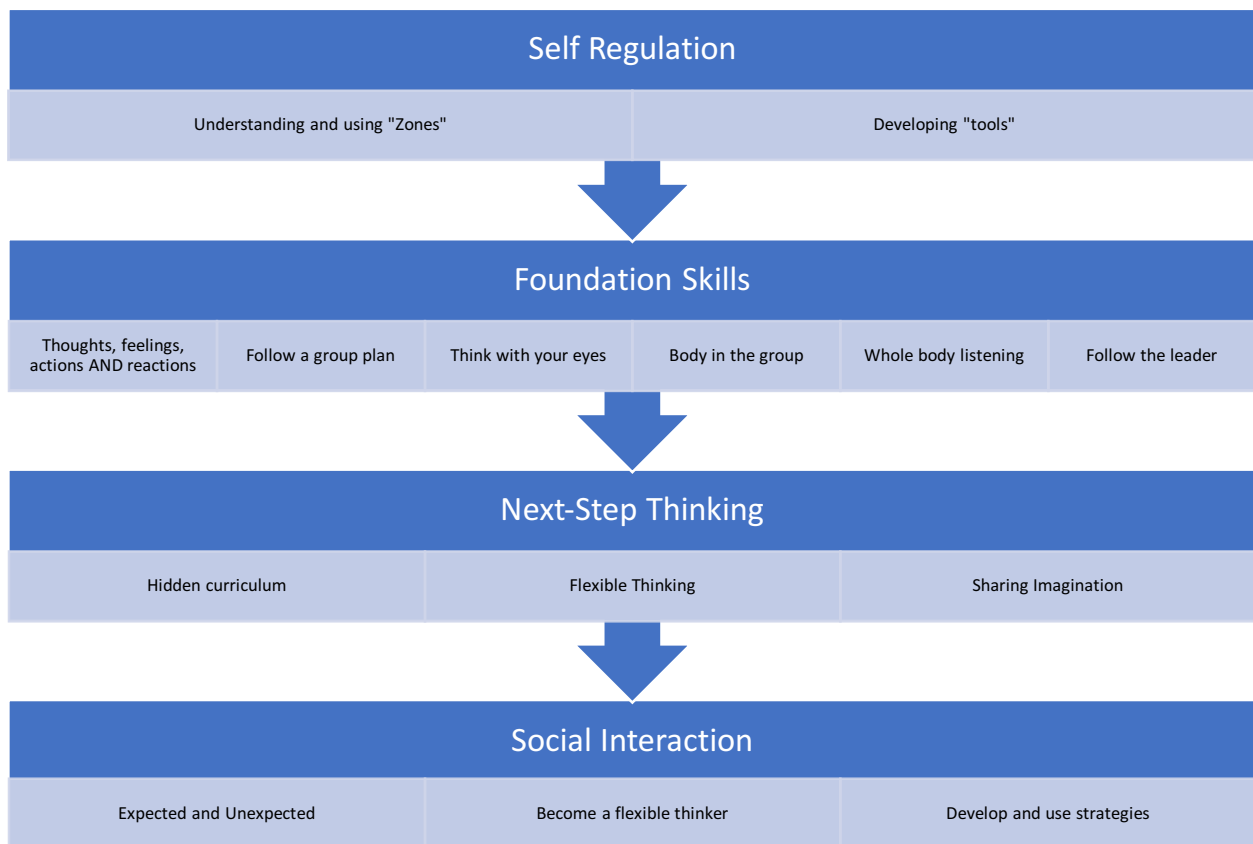 Self Regulation
Understanding and using "Zones"
Developing "tools"
Foundation Skills
Thoughts, feelings,
actions AND reactions
Follow a group plan
Think with your eyes
Body in the group
Whole body listening
Follow the leader
Next-Step Thinking
Hidden curriculum
Flexible Thinking
Sharing Imagination
Social Interaction
Expected and Unexpected
Become a flexible thinker
Develop and use strategies